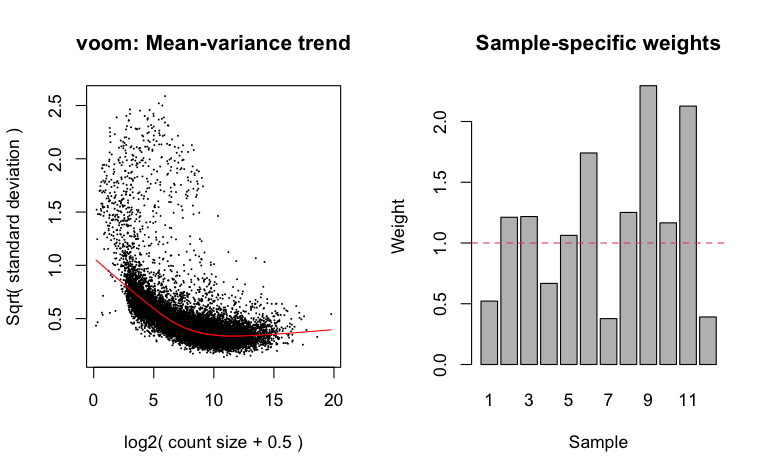 voom: Mean-variance trend
Sqrt( standard deviation )
2.5
2.0
1.5
1.0
0.5
0 5 10 15 20
log2( count size + 0.5 )
Sample-specific weights
Weight
2.0
1.5
1.0
0.5
0.0
1 3 5 7 9 11
Sample